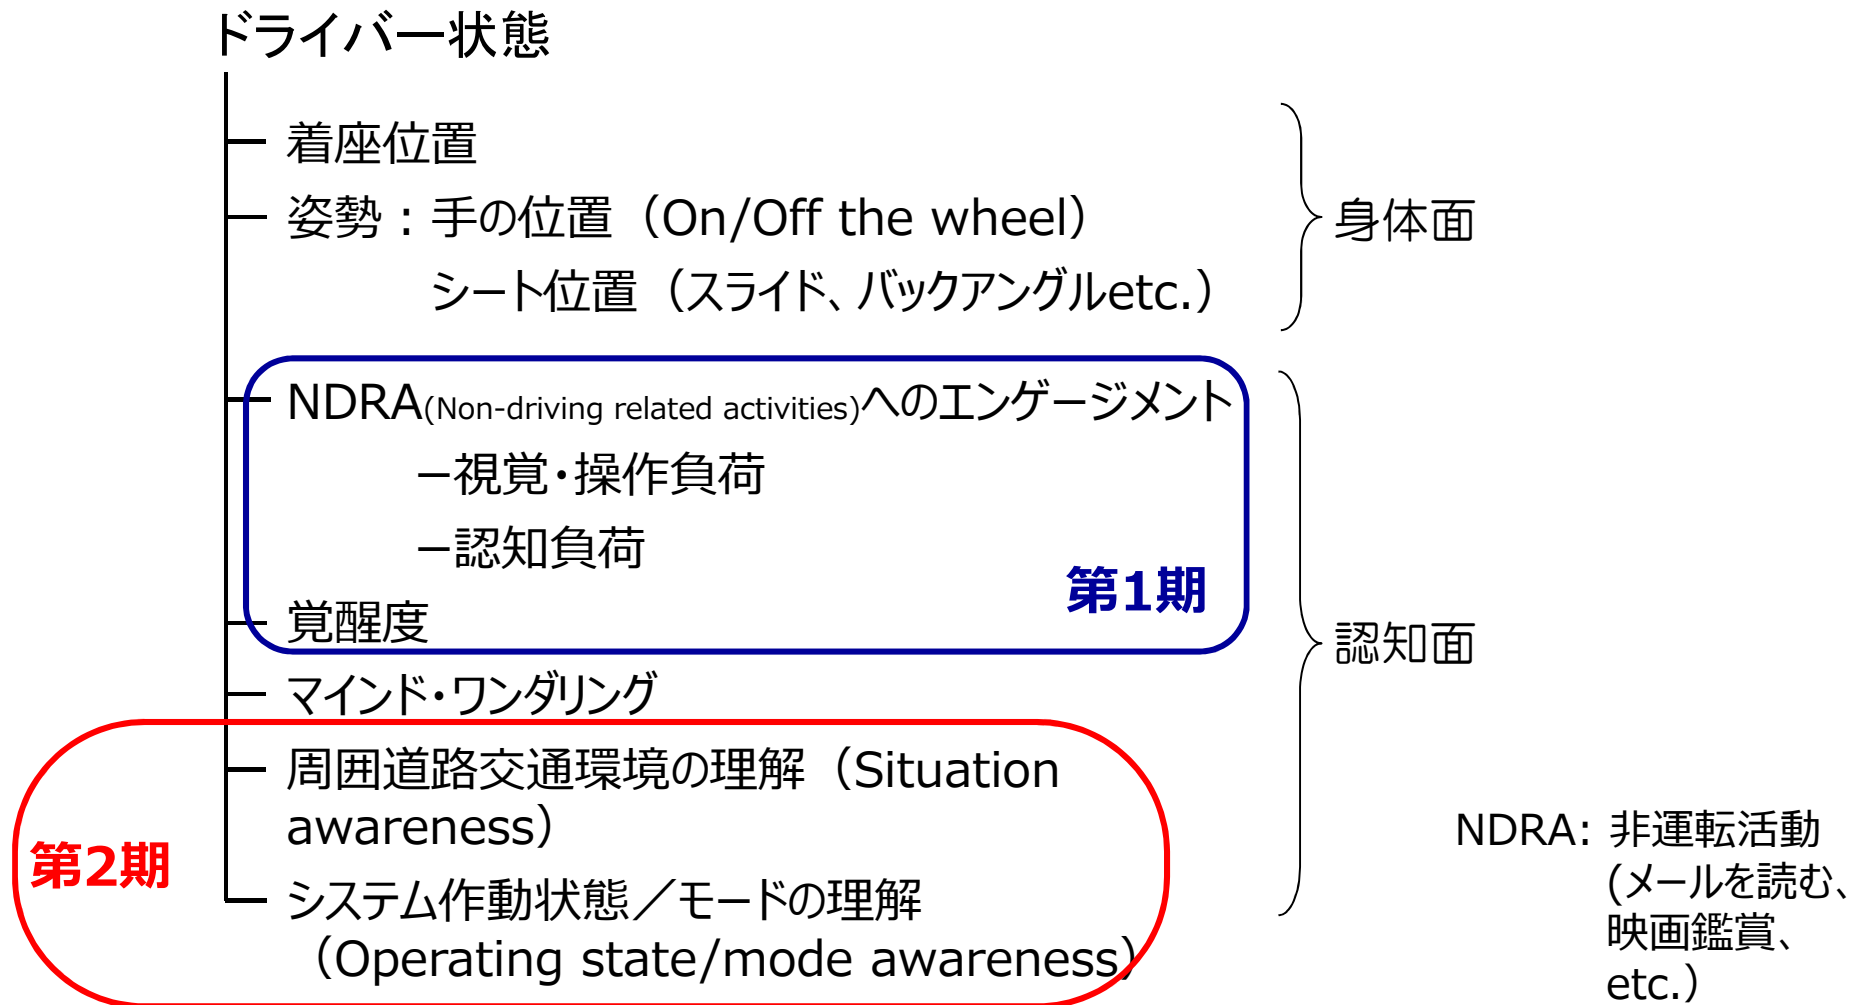 ドライバー状態
着座位置
姿勢：手の位置（On/Off the wheel）
シート位置（スライド、バックアングルetc.）
身体面
NDRA(Non-driving related activities)へのエンゲージメント
－視覚・操作負荷
－認知負荷
第1期
覚醒度
認知面
マインド・ワンダリング
周囲道路交通環境の理解（Situation
awareness）
第2期
システム作動状態／モードの理解
（Operating state/mode awareness）
NDRA: 非運転活動
(メールを読む、
映画鑑賞、
etc.）